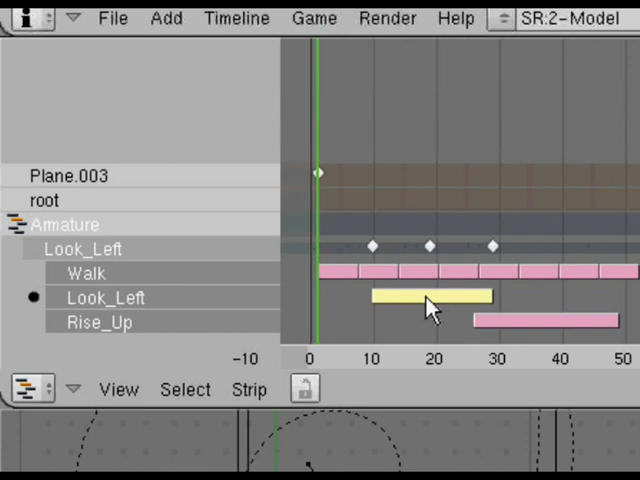 File Add Timeline Game Render Help SR:2-Model
Plane.003
root
Armature
Look_Left
Walk
Look_Left
Rise_Up
-10 0 10 20 30 40 50
View Select Strip